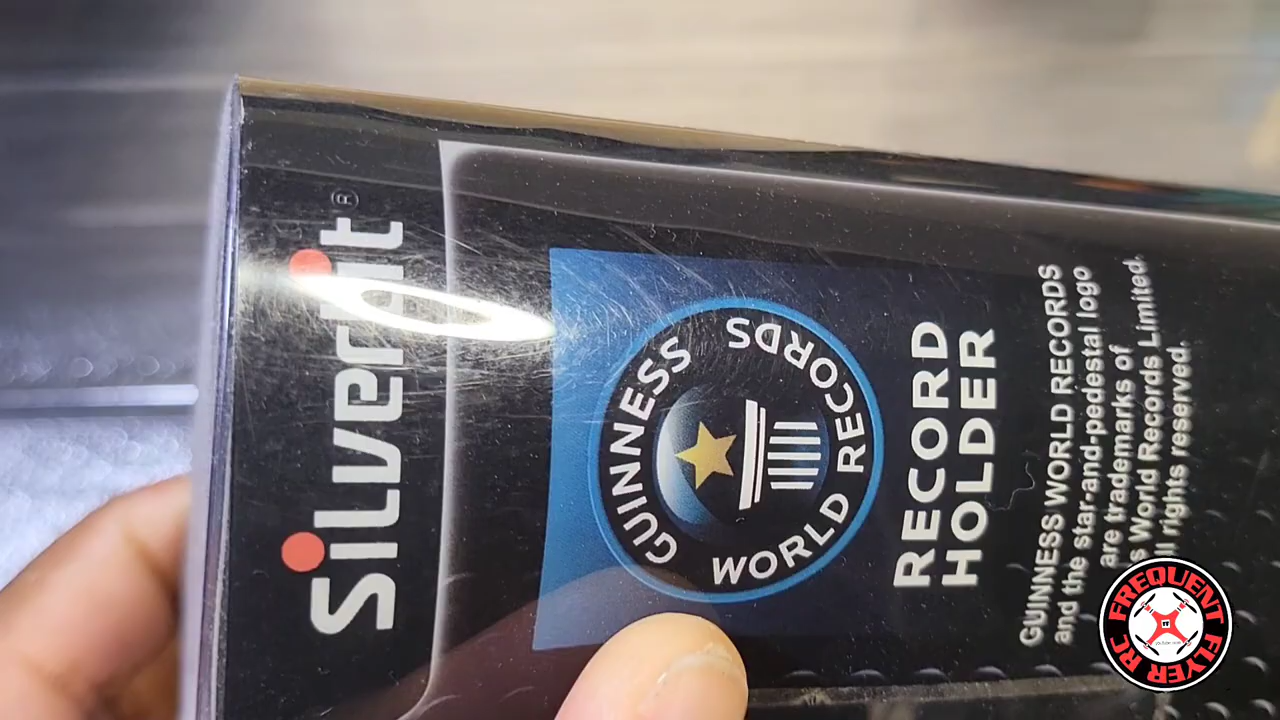 Silverlit®
GUINNESS
WORLD RECORDS
RECORD
HOLDER
GUINNESS WORLD RECORDS
and the star-and-pedestal logo
are trademarks of
World Records Limited.
rights reserved.
FREQUENT
FLYER RC